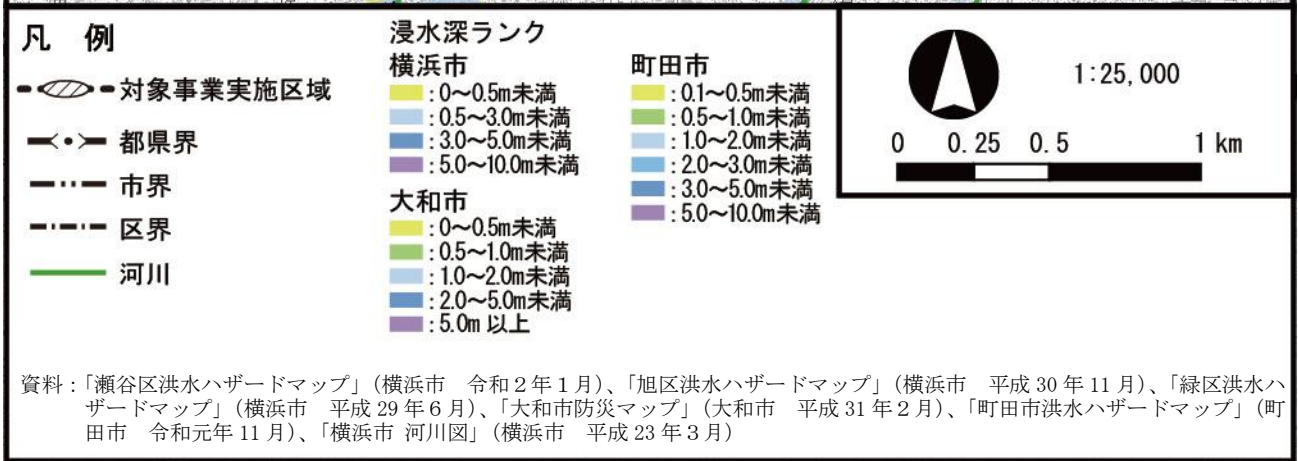 凡 例
対象事業実施区域
都県界
市界
区界
河川
浸水深ランク
横浜市
:0～0.5m未満
:0.5～3.0m未満
:3.0～5.0m未満
:5.0～10.0m未満
大和市
:0～0.5m未満
:0.5～1.0m未満
:1.0～2.0m未満
:2.0～5.0m未満
:5.0m 以上
町田市
:0.1～0.5m未満
:0.5～1.0m未満
:1.0～2.0m未満
:2.0～3.0m未満
:3.0～5.0m未満
:5.0～10.0m未満
1:25,000
0 0.25 0.5 1 km
資料：「瀬谷区洪水ハザードマップ」（横浜市　令和２年１月）、「旭区洪水ハザードマップ」（横浜市　平成 30 年 11 月）、「緑区洪水ハ
ザードマップ」（横浜市　平成 29 年６月）、「大和市防災マップ」（大和市　平成 31 年２月）、「町田市洪水ハザードマップ」（町
田市　令和元年 11 月）、「横浜市 河川図」（横浜市　平成 23 年３月）